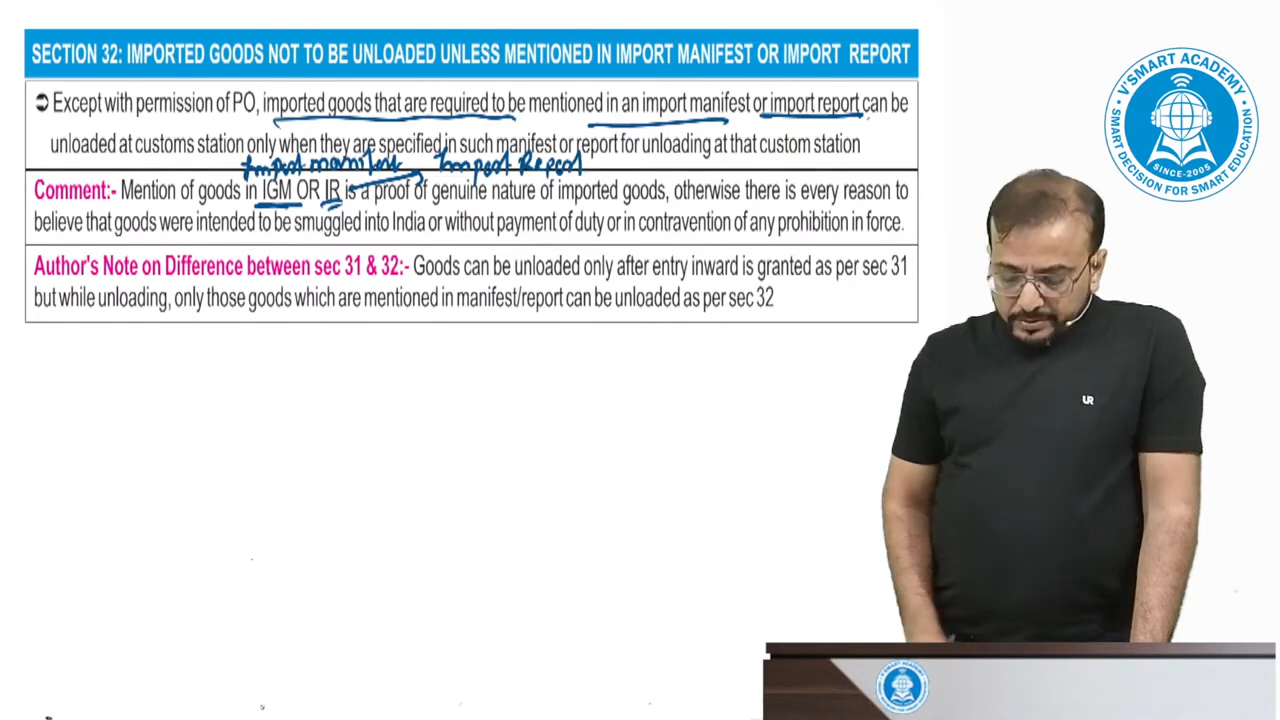 SECTION 32: IMPORTED GOODS NOT TO BE UNLOADED UNLESS MENTIONED IN IMPORT MANIFEST OR IMPORT REPORT
➲ Except with permission of PO, imported goods that are required to be mentioned in an import manifest or import report can be
unloaded at customs station only when they are specified in such manifest or report for unloading at that custom station
Import manifest Import Report
Comment:- Mention of goods in IGM OR IR is a proof of genuine nature of imported goods, otherwise there is every reason to
believe that goods were intended to be smuggled into India or without payment of duty or in contravention of any prohibition in force.
Author's Note on Difference between sec 31 & 32:- Goods can be unloaded only after entry inward is granted as per sec 31
but while unloading, only those goods which are mentioned in manifest/report can be unloaded as per sec 32
V'SMART ACADEMY
SINCE-2005
SMART DECISION FOR SMART EDUCATION
UR